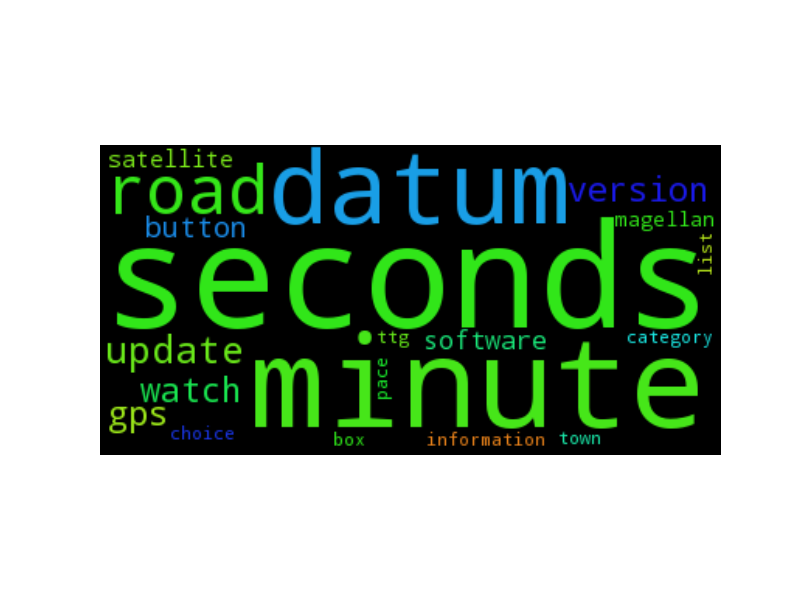 satellite
road
datum
version
button
magellan
list
seconds
update
ttg
software
category
minute
pace
watch
gps
choice
box
information
town